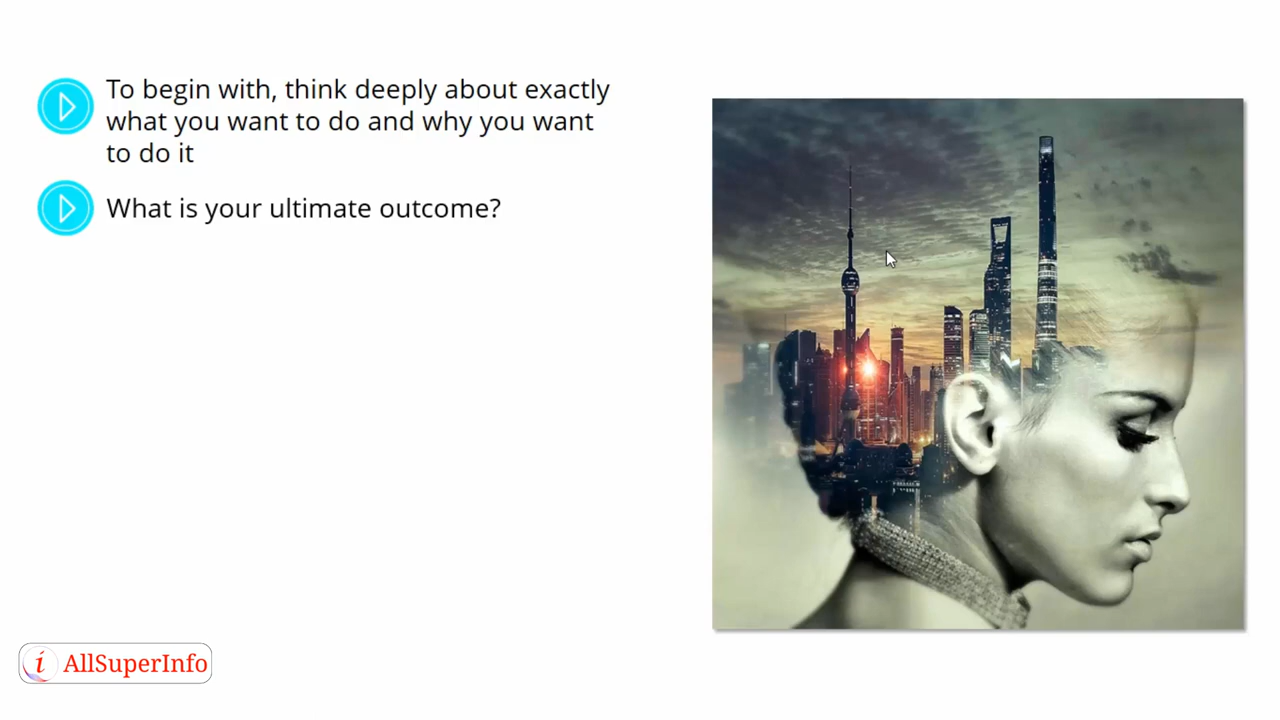 To begin with, think deeply about exactly
what you want to do and why you want
to do it
What is your ultimate outcome?
i AllSuperInfo